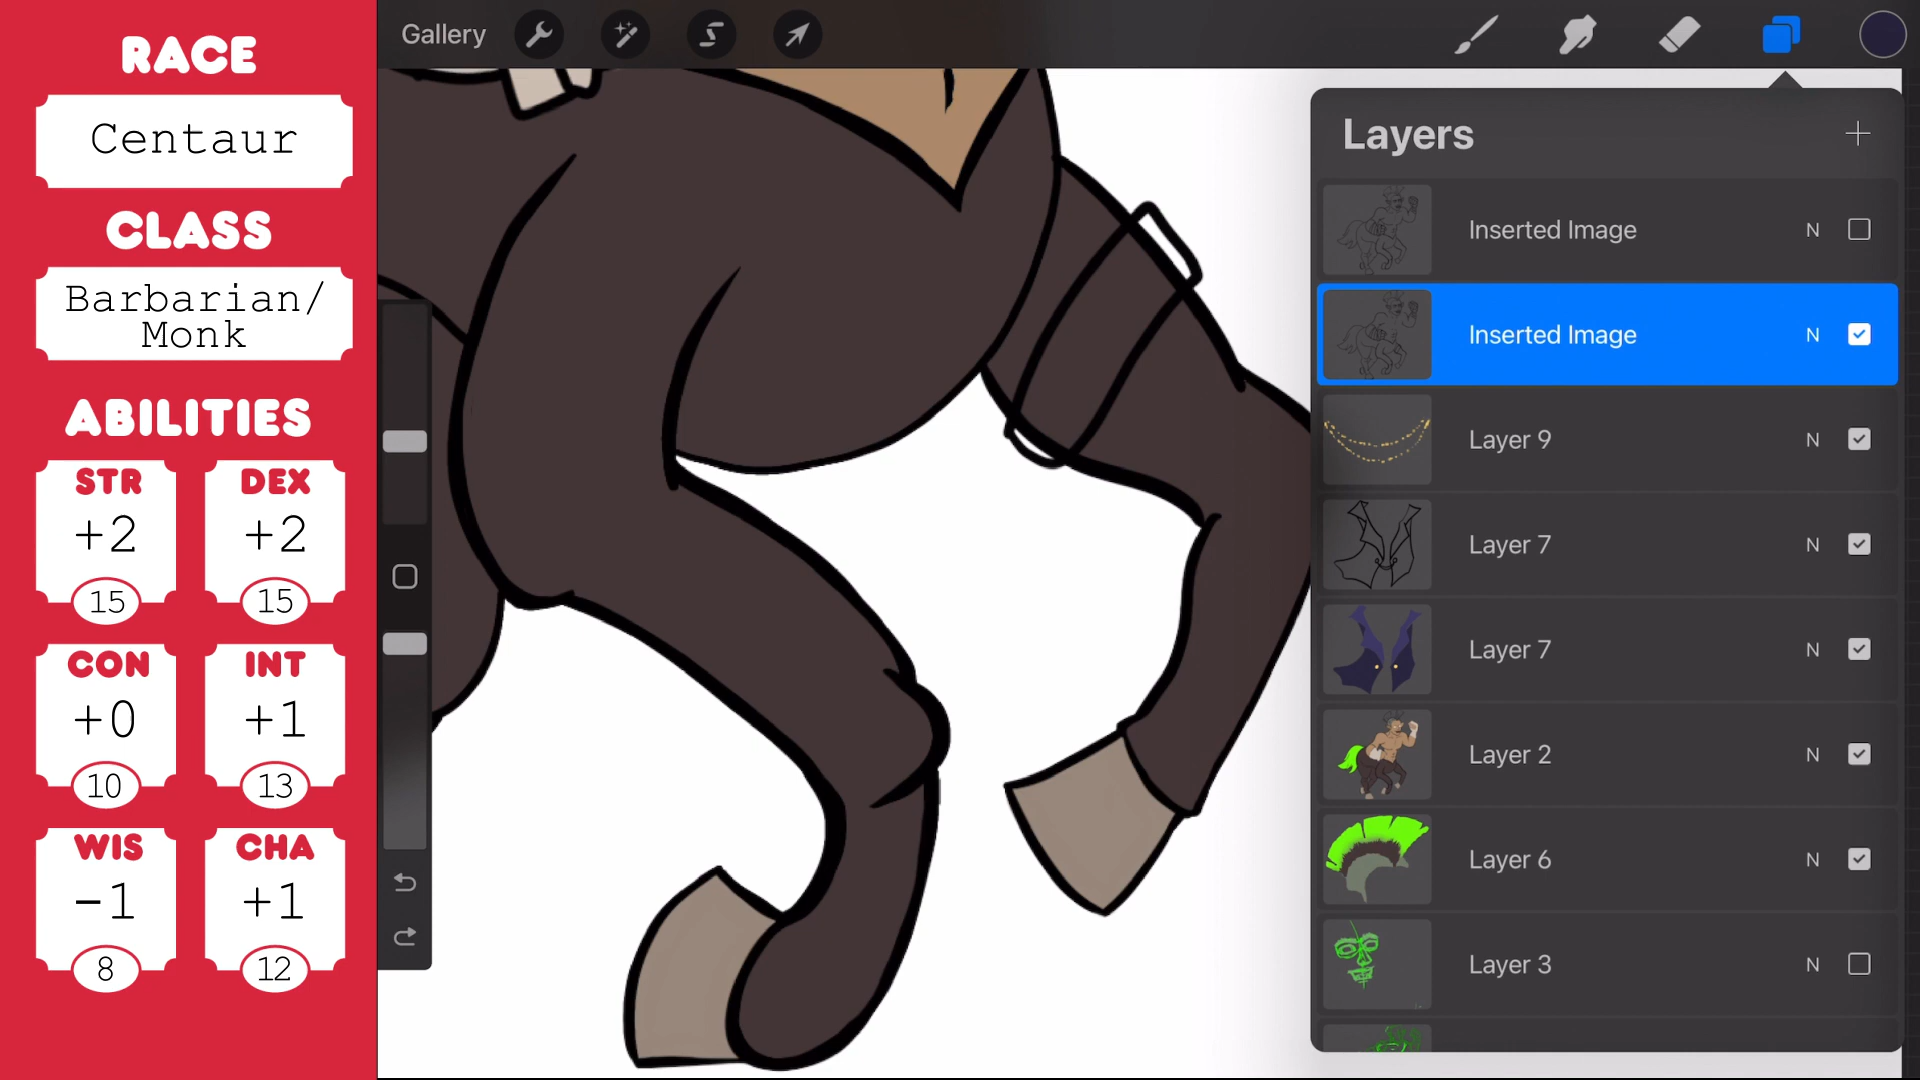 RACE
Centaur
CLASS
Barbarian/
Monk
ABILITIES
STR
+2
15
DEX
+2
15
CON
+0
10
INT
+1
13
WIS
-1
8
CHA
+1
12
Gallery
Layers
Inserted Image N
Inserted Image N
Layer 9 N
Layer 7 N
Layer 7 N
Layer 2 N
Layer 6 N
Layer 3 N